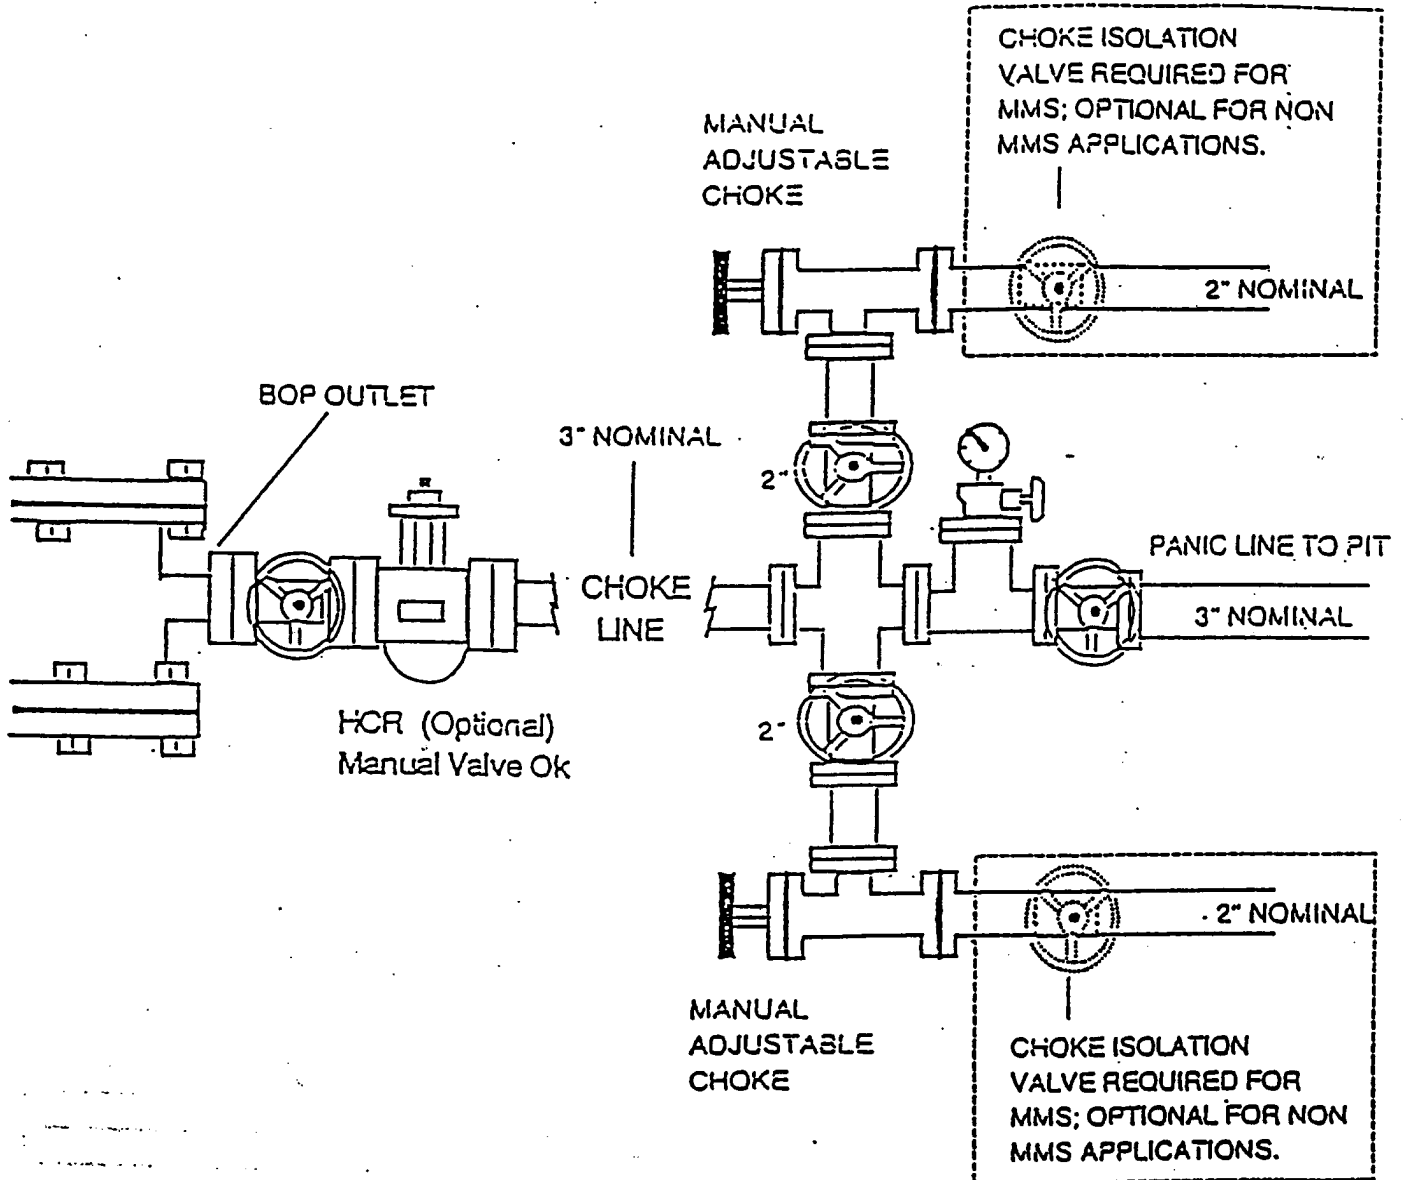 CHOKE ISOLATION
VALVE REQUIRED FOR
MMS; OPTIONAL FOR NON
MMS APPLICATIONS.
MANUAL
ADJUSTABLE
CHOKE
2" NOMINAL
BOP OUTLET
3" NOMINAL
2"
PANIC LINE TO PIT
CHOKE
LINE
3" NOMINAL
HCR (Optional)
Manual Valve Ok
2"
2" NOMINAL
MANUAL
ADJUSTABLE
CHOKE
CHOKE ISOLATION
VALVE REQUIRED FOR
MMS; OPTIONAL FOR NON
MMS APPLICATIONS.